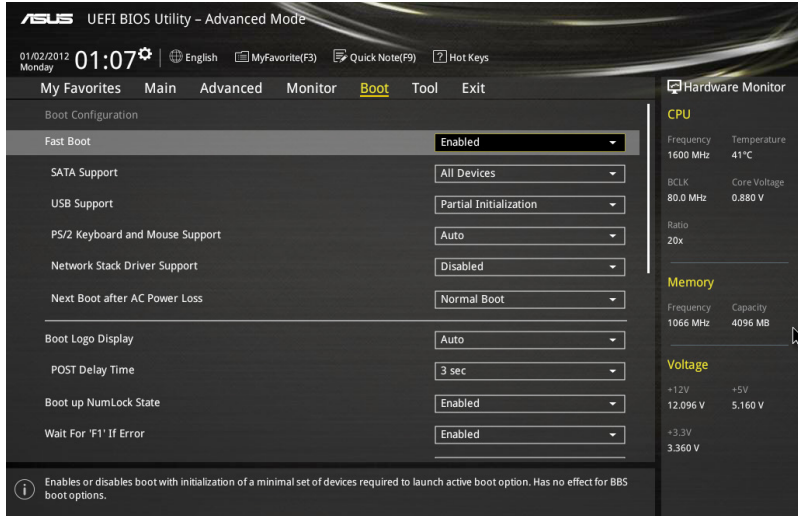 ASUS UEFI BIOS Utility – Advanced Mode
01/02/2012
Monday
01:07
English
MyFavorite(F3)
Quick Note(F9)
? Hot Keys
My Favorites Main Advanced Monitor Boot Tool Exit
Boot Configuration
Fast Boot Enabled
SATA Support All Devices
USB Support Partial Initialization
PS/2 Keyboard and Mouse Support Auto
Network Stack Driver Support Disabled
Next Boot after AC Power Loss Normal Boot
Boot Logo Display Auto
POST Delay Time 3 sec
Boot up NumLock State Enabled
Wait For 'F1' If Error Enabled
Enables or disables boot with initialization of a minimal set of devices required to launch active boot option. Has no effect for BBS
boot options.
Hardware Monitor
CPU
Frequency Temperature
1600 MHz 41°C
BCLK Core Voltage
80.0 MHz 0.880 V
Ratio
20x
Memory
Frequency Capacity
1066 MHz 4096 MB
Voltage
+12V +5V
12.096 V 5.160 V
+3.3V
3.360 V